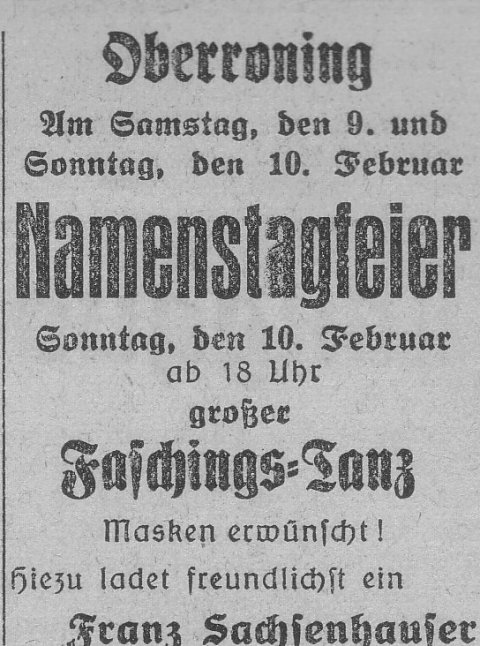 Oberroning
Am Samstag, den 9. und
Sonntag, den 10. Februar
Namenstagfeier
Sonntag, den 10. Februar
ab 18 Uhr
großer
Faſchings-Tanz
Masken erwünſcht!
Hiezu ladet freundlichſt ein
Franz Sachſenhauſer